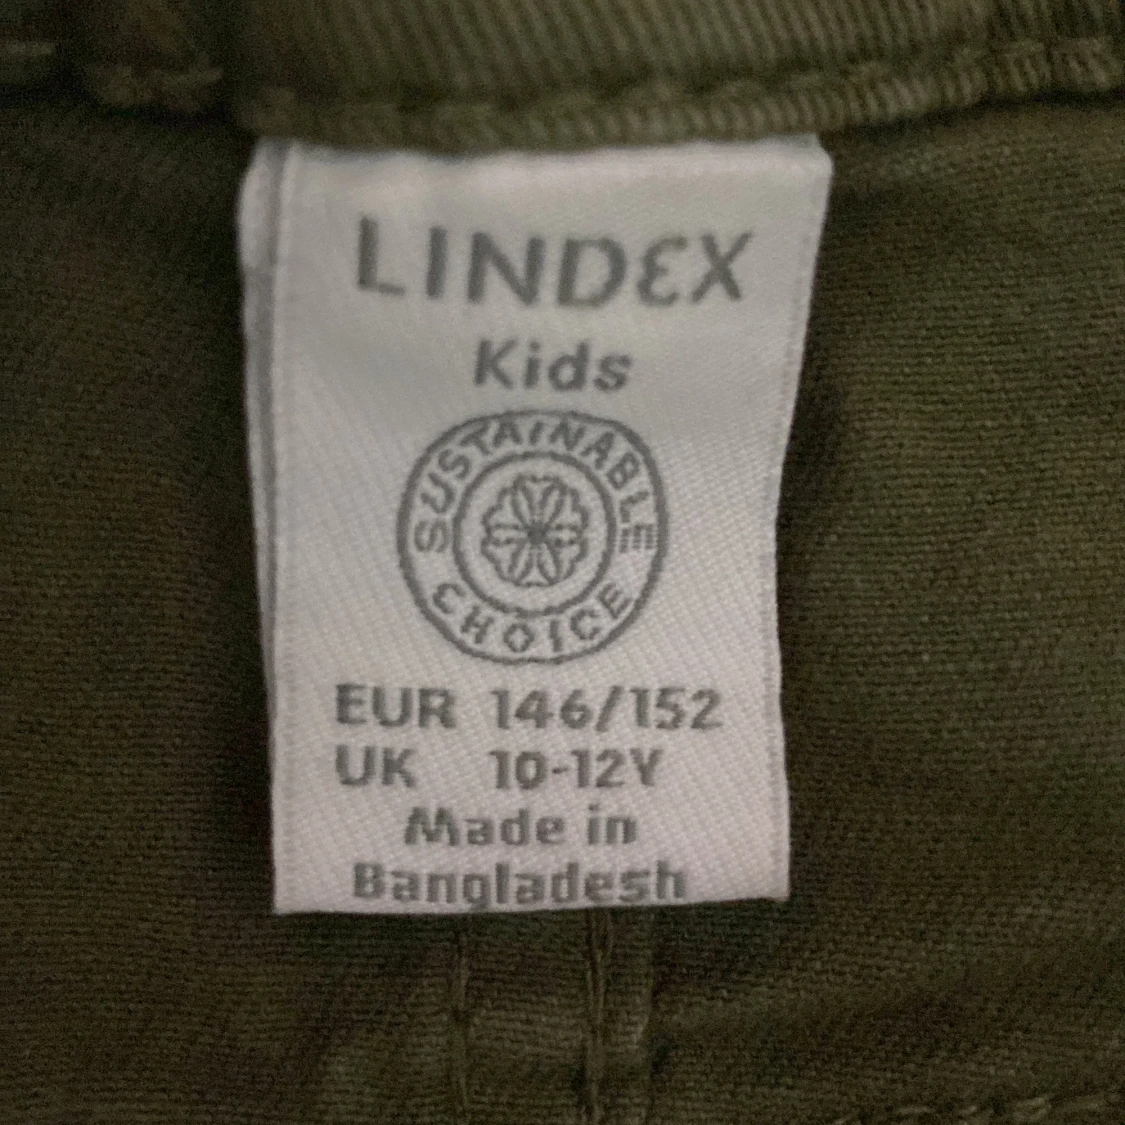 LINDEX
Kids
SUSTAINABLE
CHOICE
EUR 146/152
UK 10-12Y
Made in
Bangladesh